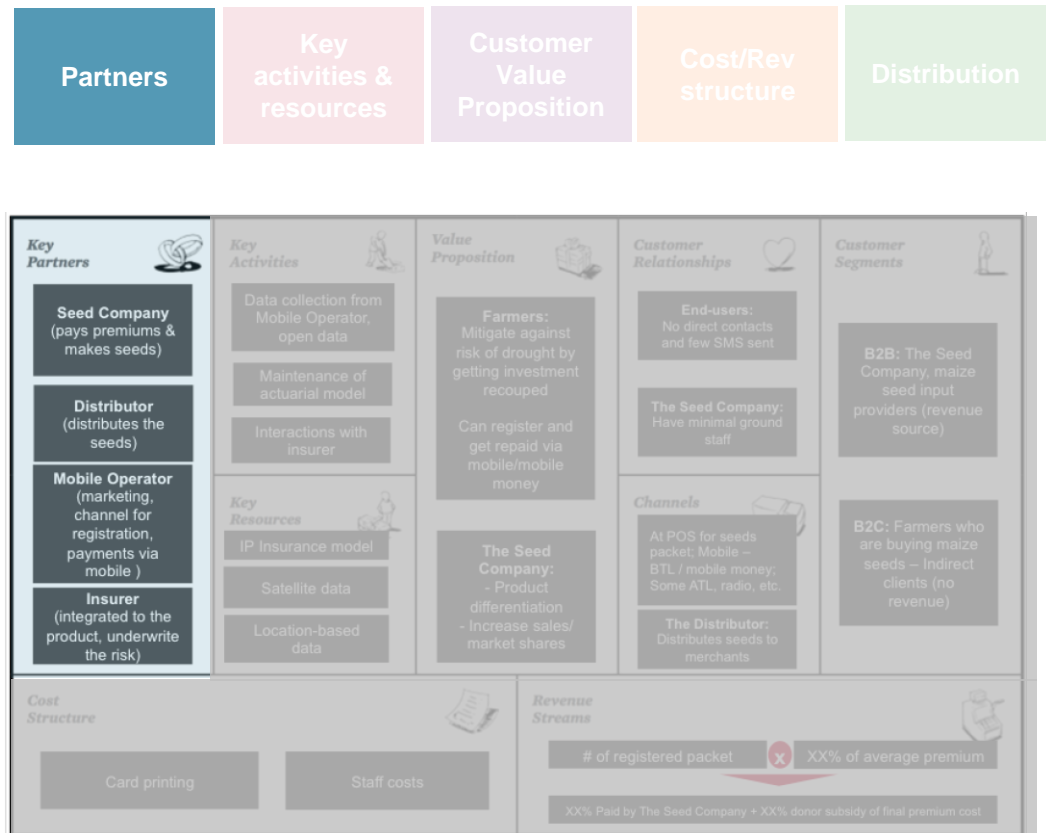 Partners
Key
activities &
resources
Customer
Value
Proposition
Cost/Rev
structure
Distribution
Key
Partners
Seed Company
(pays premiums &
makes seeds)
Distributor
(distributes the
seeds)
Mobile Operator
(marketing,
channel for
registration,
payments via
mobile )
Insurer
(integrated to the
product, underwrite
the risk)
Key
Activities
Data collection from
Mobile Operator,
open data
Maintenance of
actuarial model
Interactions with
insurer
Key
Resources
IP Insurance model
Satellite data
Location-based
data
Value
Proposition
Farmers:
Mitigate against
risk of drought by
getting investment
recouped
Can register and
get repaid via
mobile/mobile
money
The Seed
Company:
- Product
differentiation
- Increase sales/
market shares
Customer
Relationships
End-users:
No direct contacts
and few SMS sent
The Seed Company:
Have minimal ground
staff
Channels
At POS for seeds
packet; Mobile –
BTL / mobile money;
Some ATL, radio, etc.
The Distributor:
Distributes seeds to
merchants
Customer
Segments
B2B: The Seed
Company, maize
seed input
providers (revenue
source)
B2C: Farmers who
are buying maize
seeds – Indirect
clients (no
revenue)
Cost
Structure
Card printing
Staff costs
Revenue
Streams
# of registered packet
x
XX% of average premium
XX% Paid by The Seed Company + XX% donor subsidy of final premium cost